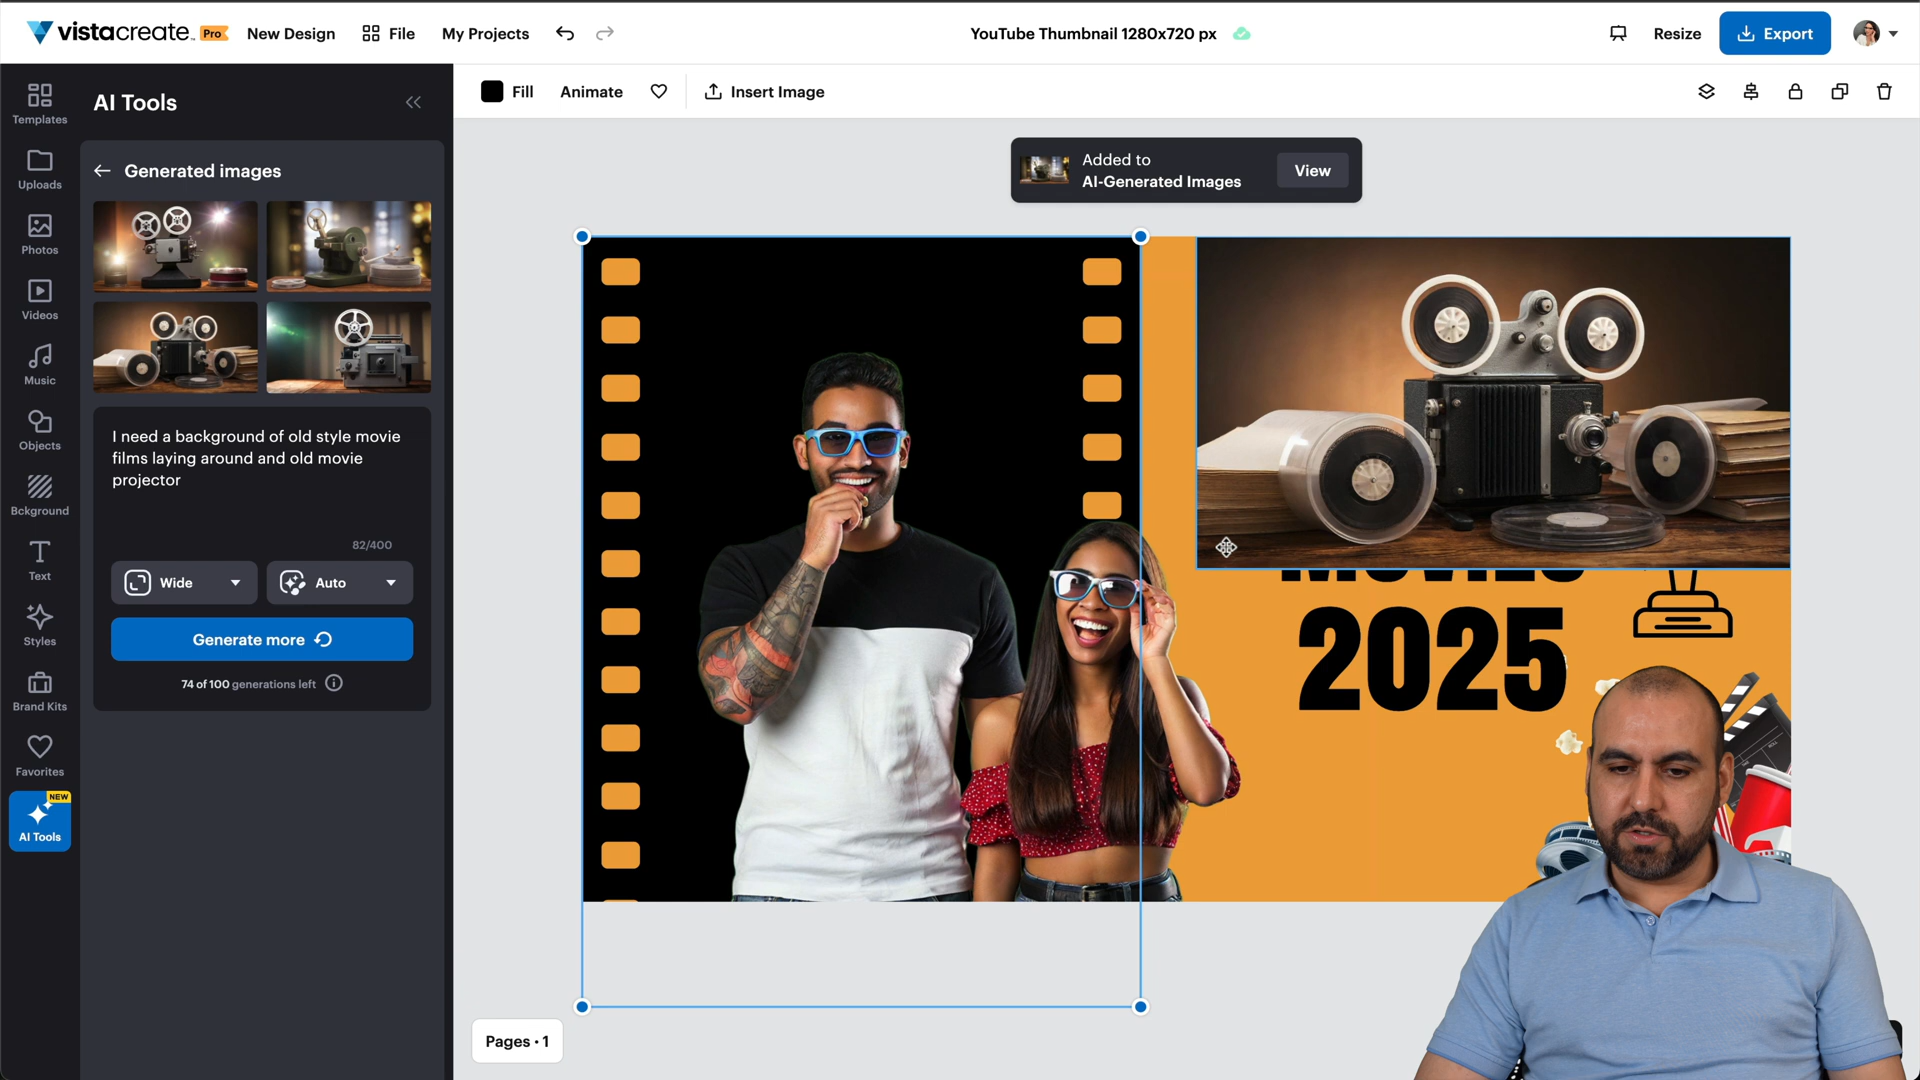 vistacreate Pro New Design File My Projects YouTube Thumbnail 1280x720 px Resize Export
AI Tools
Fill Animate Insert Image
Templates
Uploads
Photos
Videos
Music
Objects
Bckground
Text
Styles
Brand Kits
Favorites
NEW
AI Tools
Generated images
I need a background of old style movie
films laying around and old movie
projector
82/400
Wide Auto
Generate more
74 of 100 generations left
Added to
AI-Generated Images
View
MOVIES
2025
Pages • 1